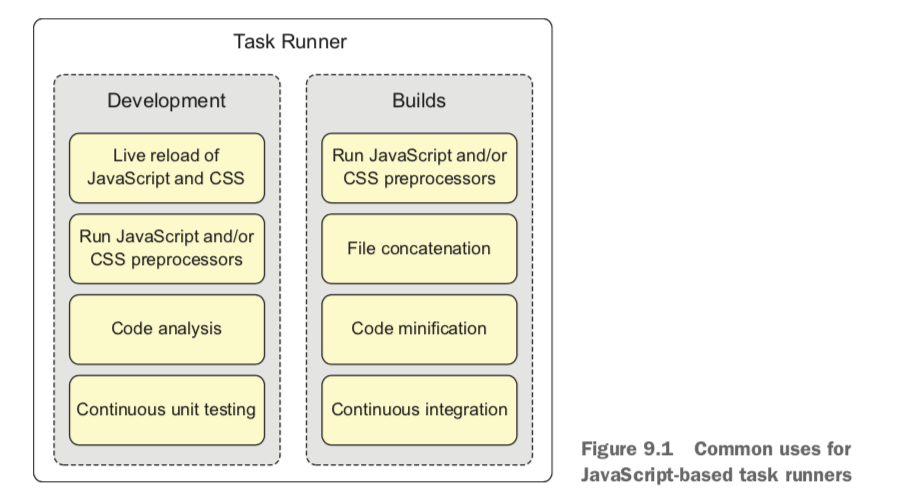 Task Runner
Development
Live reload of
JavaScript and CSS
Run JavaScript and/or
CSS preprocessors
Code analysis
Continuous unit testing
Builds
Run JavaScript and/or
CSS preprocessors
File concatenation
Code minification
Continuous integration
Figure 9.1 Common uses for
JavaScript-based task runners